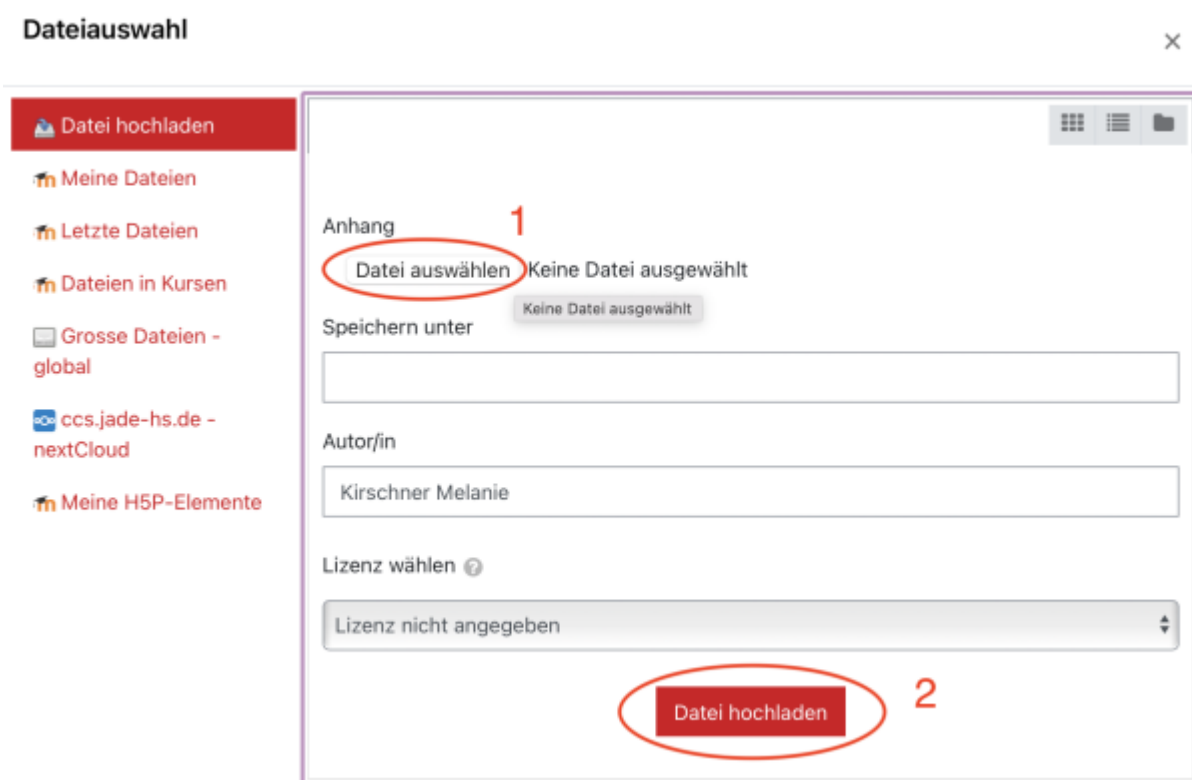 Dateiauswahl
×
Datei hochladen
Meine Dateien
Letzte Dateien
Dateien in Kursen
Grosse Dateien -
global
ccs.jade-hs.de -
nextCloud
Meine H5P-Elemente
Anhang
1
Datei auswählen Keine Datei ausgewählt
Keine Datei ausgewählt
Speichern unter
Autor/in
Kirschner Melanie
Lizenz wählen ?
Lizenz nicht angegeben
Datei hochladen
2